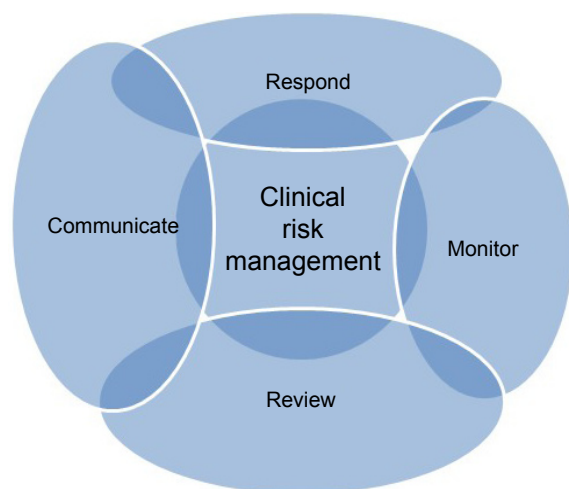 Respond
Communicate
Clinical
risk
management
Monitor
Review